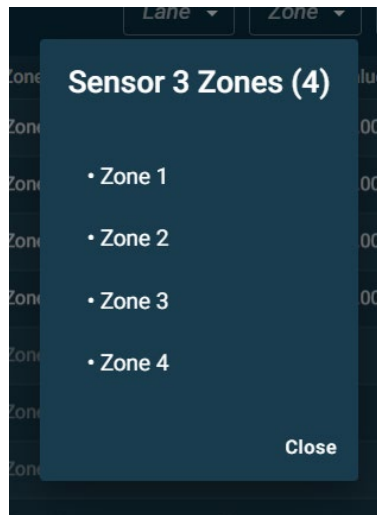 Lane Zone
Sensor 3 Zones (4)
• Zone 1
• Zone 2
• Zone 3
• Zone 4
Close